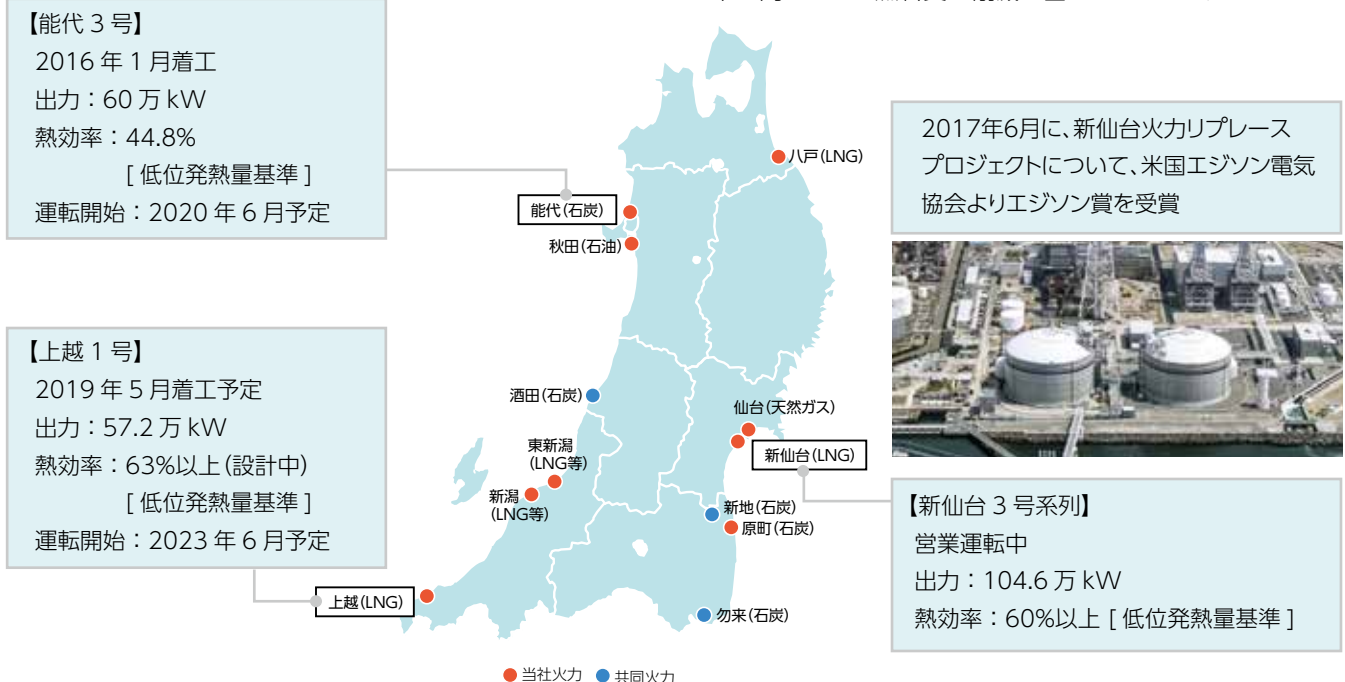 【能代 3 号】
2016 年 1 月着工
出力：60 万 kW
熱効率：44.8%
[ 低位発熱量基準 ]
運転開始：2020 年 6 月予定
八戸(LNG)
2017年6月に、新仙台火力リプレース
プロジェクトについて、米国エジソン電気
協会よりエジソン賞を受賞
能代(石炭)
秋田(石油)
【上越 1 号】
2019 年 5 月着工予定
出力：57.2 万 kW
熱効率：63%以上(設計中)
[ 低位発熱量基準 ]
運転開始：2023 年 6 月予定
酒田(石炭)
仙台(天然ガス)
東新潟
(LNG等)
新仙台(LNG)
新潟
(LNG等)
新地(石炭)
原町(石炭)
【新仙台 3 号系列】
営業運転中
出力：104.6 万 kW
熱効率：60%以上 [ 低位発熱量基準 ]
上越(LNG)
勿来(石炭)
当社火力
共同火力